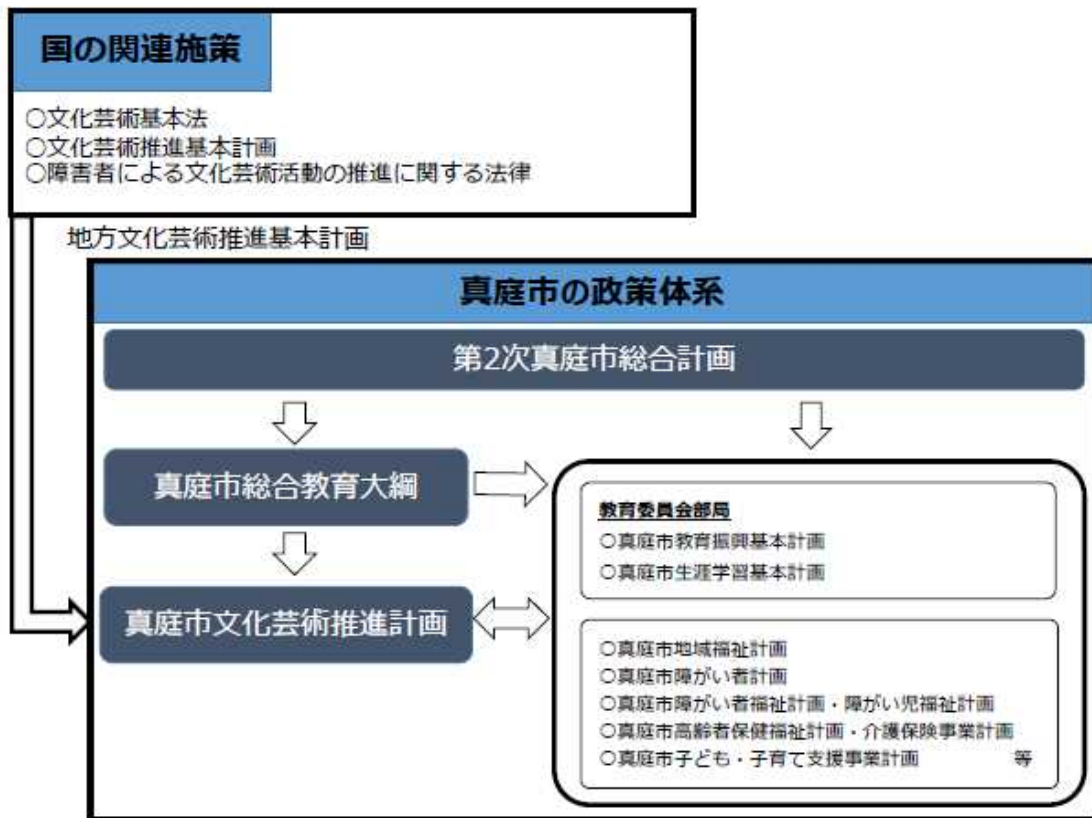 国の関連施策
○文化芸術基本法
○文化芸術推進基本計画
○障害者による文化芸術活動の推進に関する法律
地方文化芸術推進基本計画
真庭市の政策体系
第2次真庭市総合計画
真庭市総合教育大綱
真庭市文化芸術推進計画
教育委員会部局
○真庭市教育振興基本計画
○真庭市生涯学習基本計画
○真庭市地域福祉計画
○真庭市障がい者計画
○真庭市障がい者福祉計画・障がい児福祉計画
○真庭市高齢者保健福祉計画・介護保険事業計画
○真庭市子ども・子育て支援事業計画 等